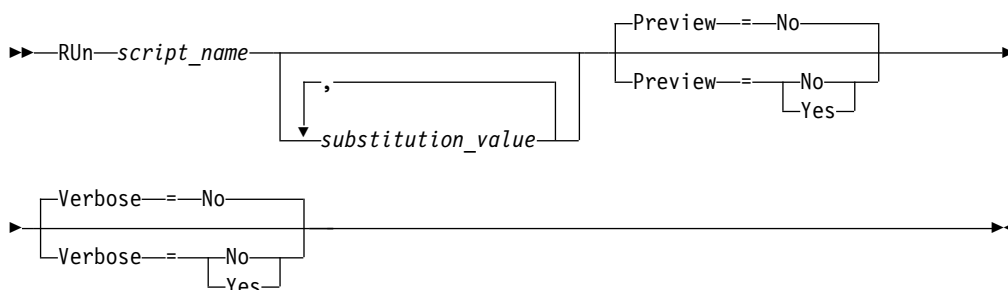 Preview = No
RUn script_name
Preview = No
Yes
,
substitution_value
Verbose = No
Verbose = No
Yes